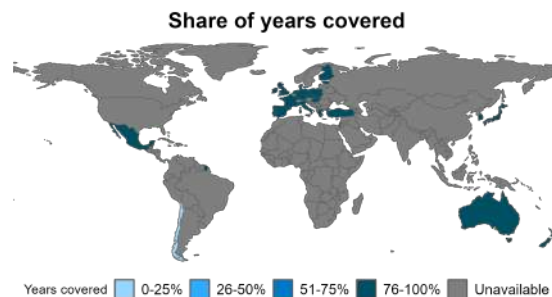 Share of years covered
Years covered 0-25% 26-50% 51-75% 76-100% Unavailable